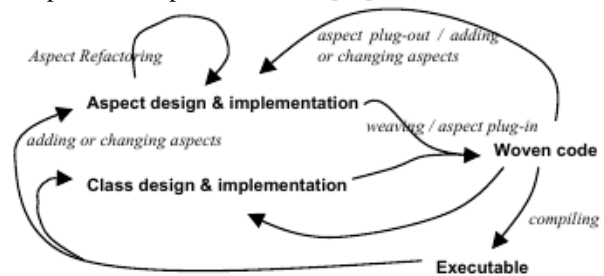 aspect plug-out / adding
or changing aspects
Aspect Refactoring
Aspect design & implementation
weaving / aspect plug-in
adding or changing aspects
Woven code
Class design & implementation
compiling
Executable